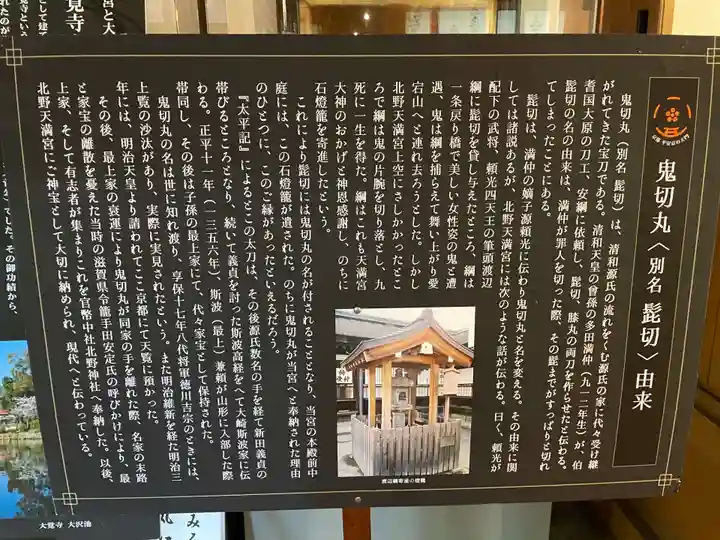 鬼切丸〈別名 髭切〉由来
鬼切丸（別名 髭切）は、清和源氏の流れをくむ源氏の家に代々受け継
がれてきた宝刀である。清和天皇の曾孫の多田満仲（九一二年生）が、伯
耆国大原の刀工、安綱に依頼し、髭切、膝丸の両刀を作らせたと伝わる。
髭切の名の由来は、満仲が罪人を切った際、その髭までがすっぱりと切れ
てしまったことにある。
髭切は、満仲の嫡子源頼光に伝わり鬼切丸と名を変える。その由来に関
しては諸説あるが、北野天満宮には次のような話が伝わる。曰く、頼光が
配下の武将、頼光四天王の筆頭渡辺
綱に髭切を貸し与えたところ、綱は
一条戻り橋で美しい女性姿の鬼と遭
遇、鬼は綱を捕らえて舞い上がり愛
宕山へと連れ去ろうとした。しかし
北野天満宮上空にさしかかったとこ
ろで綱は鬼の片腕を切り落とし、九
死に一生を得た。綱はこれも天満宮
大神のおかげと神恩感謝し、のちに
石燈籠を寄進したという。
これにより髭切には鬼切丸の名が付されることとなり、当宮の本殿前中
庭には、この石燈籠が遺された。のちに鬼切丸が当宮へと奉納された理由
のひとつに、このご縁があったといえるだろう。
『太平記』によるとこの太刀は、その後源氏数名の手を経て新田義貞の
帯びるところとなり、続いて義貞を討った斯波高経をへて大崎斯波家に伝
わる。正平十一年（一三五六年）、斯波（最上）兼頼が山形に入部した際
帯同し、その後は子孫の最上家にて、代々家宝として保持された。
鬼切丸の名は世に知れ渡り、享保十七年八代将軍徳川吉宗のときには、
上覧の沙汰があり、実際に実見されたという。また明治維新を経た明治三
年には、明治天皇より請われてここ京都にて天覧に預かった。
その後、最上家の衰運により鬼切丸が同家の手を離れた際、名家の末路
と家宝の離散を憂えた当時の滋賀県令籠手田安定氏の呼びかけにより、最
上家、そして有志者が集まりこれを官幣中社北野神社へ奉納した。以後、
北野天満宮にご神宝として大切に納められ、現代へと伝わっている。
渡辺綱寄進の燈籠
大覚寺 大沢池
覚寺
宮と大
でした。その御功績から、